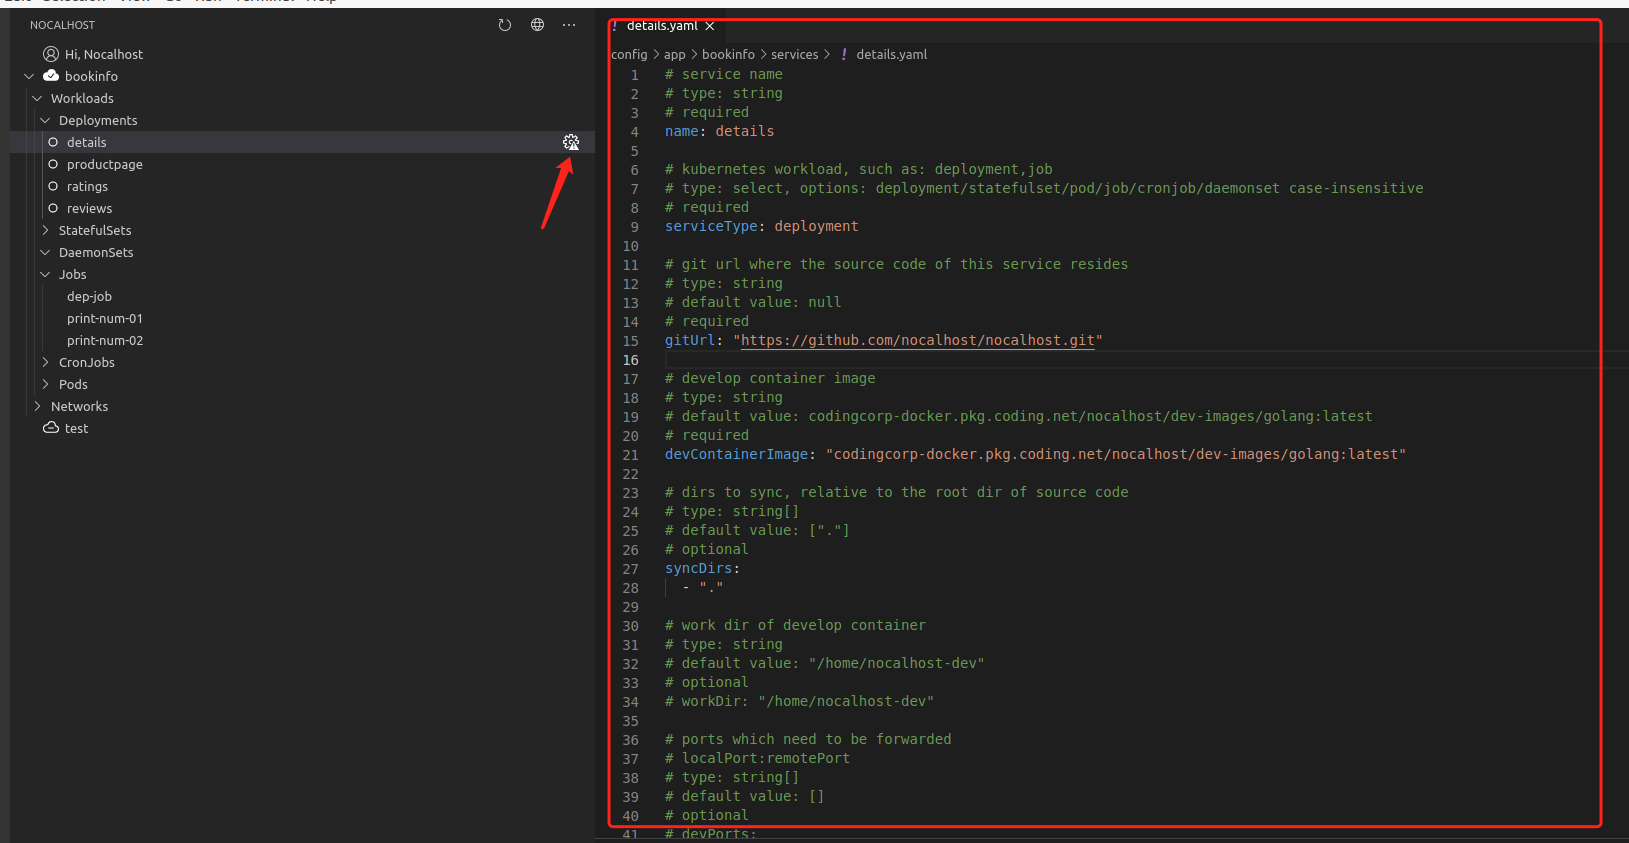 Edit Selection View Go Run Terminal Help
NOCALHOST
Hi, Nocalhost
bookinfo
Workloads
Deployments
details
productpage
ratings
reviews
StatefulSets
DaemonSets
Jobs
dep-job
print-num-01
print-num-02
CronJobs
Pods
Networks
test
! details.yaml
config > app > bookinfo > services > ! details.yaml
1 # service name
2 # type: string
3 # required
4 name: details
5
6 # kubernetes workload, such as: deployment,job
7 # type: select, options: deployment/statefulset/pod/job/cronjob/daemonset case-insensitive
8 # required
9 serviceType: deployment
10
11 # git url where the source code of this service resides
12 # type: string
13 # default value: null
14 # required
15 gitUrl: "https://github.com/nocalhost/nocalhost.git"
16
17 # develop container image
18 # type: string
19 # default value: codingcorp-docker.pkg.coding.net/nocalhost/dev-images/golang:latest
20 # required
21 devContainerImage: "codingcorp-docker.pkg.coding.net/nocalhost/dev-images/golang:latest"
22
23 # dirs to sync, relative to the root dir of source code
24 # type: string[]
25 # default value: ["."]
26 # optional
27 syncDirs:
28   - "."
29
30 # work dir of develop container
31 # type: string
32 # default value: "/home/nocalhost-dev"
33 # optional
34 # workDir: "/home/nocalhost-dev"
35
36 # ports which need to be forwarded
37 # localPort:remotePort
38 # type: string[]
39 # default value: []
40 # optional
41 # devPorts: